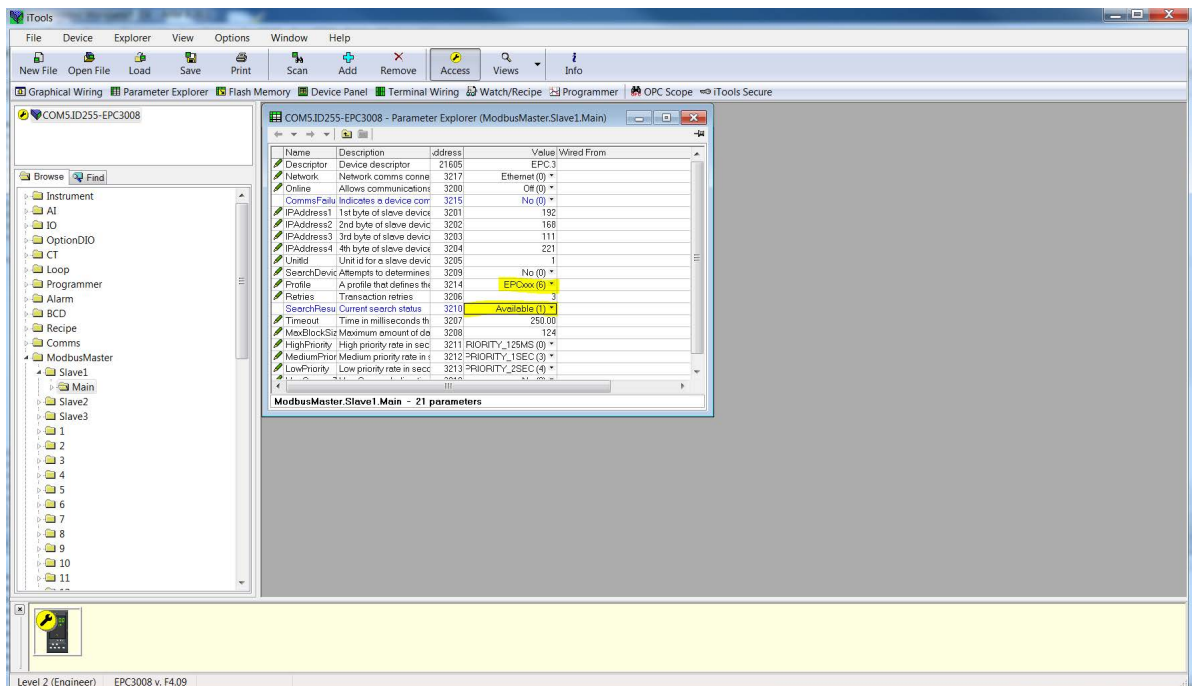 iTools
File Device Explorer View Options Window Help
New File Open File Load Save Print Scan Add Remove Access Views Info
Graphical Wiring Parameter Explorer Flash Memory Device Panel Terminal Wiring Watch/Recipe Programmer OPC Scope iTools Secure
COM5.ID255-EPC3008
Browse Find
Instrument
AI
IO
OptionDIO
CT
Loop
Programmer
Alarm
BCD
Recipe
Comms
ModbusMaster
Slave1
Main
Slave2
Slave3
1
2
3
4
5
6
7
8
9
10
11
COM5.ID255-EPC3008 - Parameter Explorer (ModbusMaster.Slave1.Main)
Name Description ddress Value Wired From
Descriptor Device descriptor 21605 EPC.3
Network Network comms conne 3217 Ethernet (0)
Online Allows communications 3200 Off (0)
CommsFailu Indicates a device com 3215 No (0)
IPAddress1 1st byte of slave device 3201 192
IPAddress2 2nd byte of slave devic 3202 168
IPAddress3 3rd byte of slave device 3203 111
IPAddress4 4th byte of slave device 3204 221
UnitId Unit id for a slave devic 3205 1
SearchDevic Attempts to determines 3209 No (0)
Profile A profile that defines the 3214 EPCxxx (6)
Retries Transaction retries 3206 3
SearchResu Current search status 3210 Available (1)
Timeout Time in milliseconds th 3207 250.00
MaxBlockSiz Maximum amount of da 3208 124
HighPriority High priority rate in sec 3211 RIORITY_125MS (0)
MediumPrior Medium priority rate in s 3212 PRIORITY_1SEC (3)
LowPriority Low priority rate in secc 3213 PRIORITY_2SEC (4)
ModbusMaster.Slave1.Main - 21 parameters
Level 2 (Engineer) EPC3008 v. F4.09